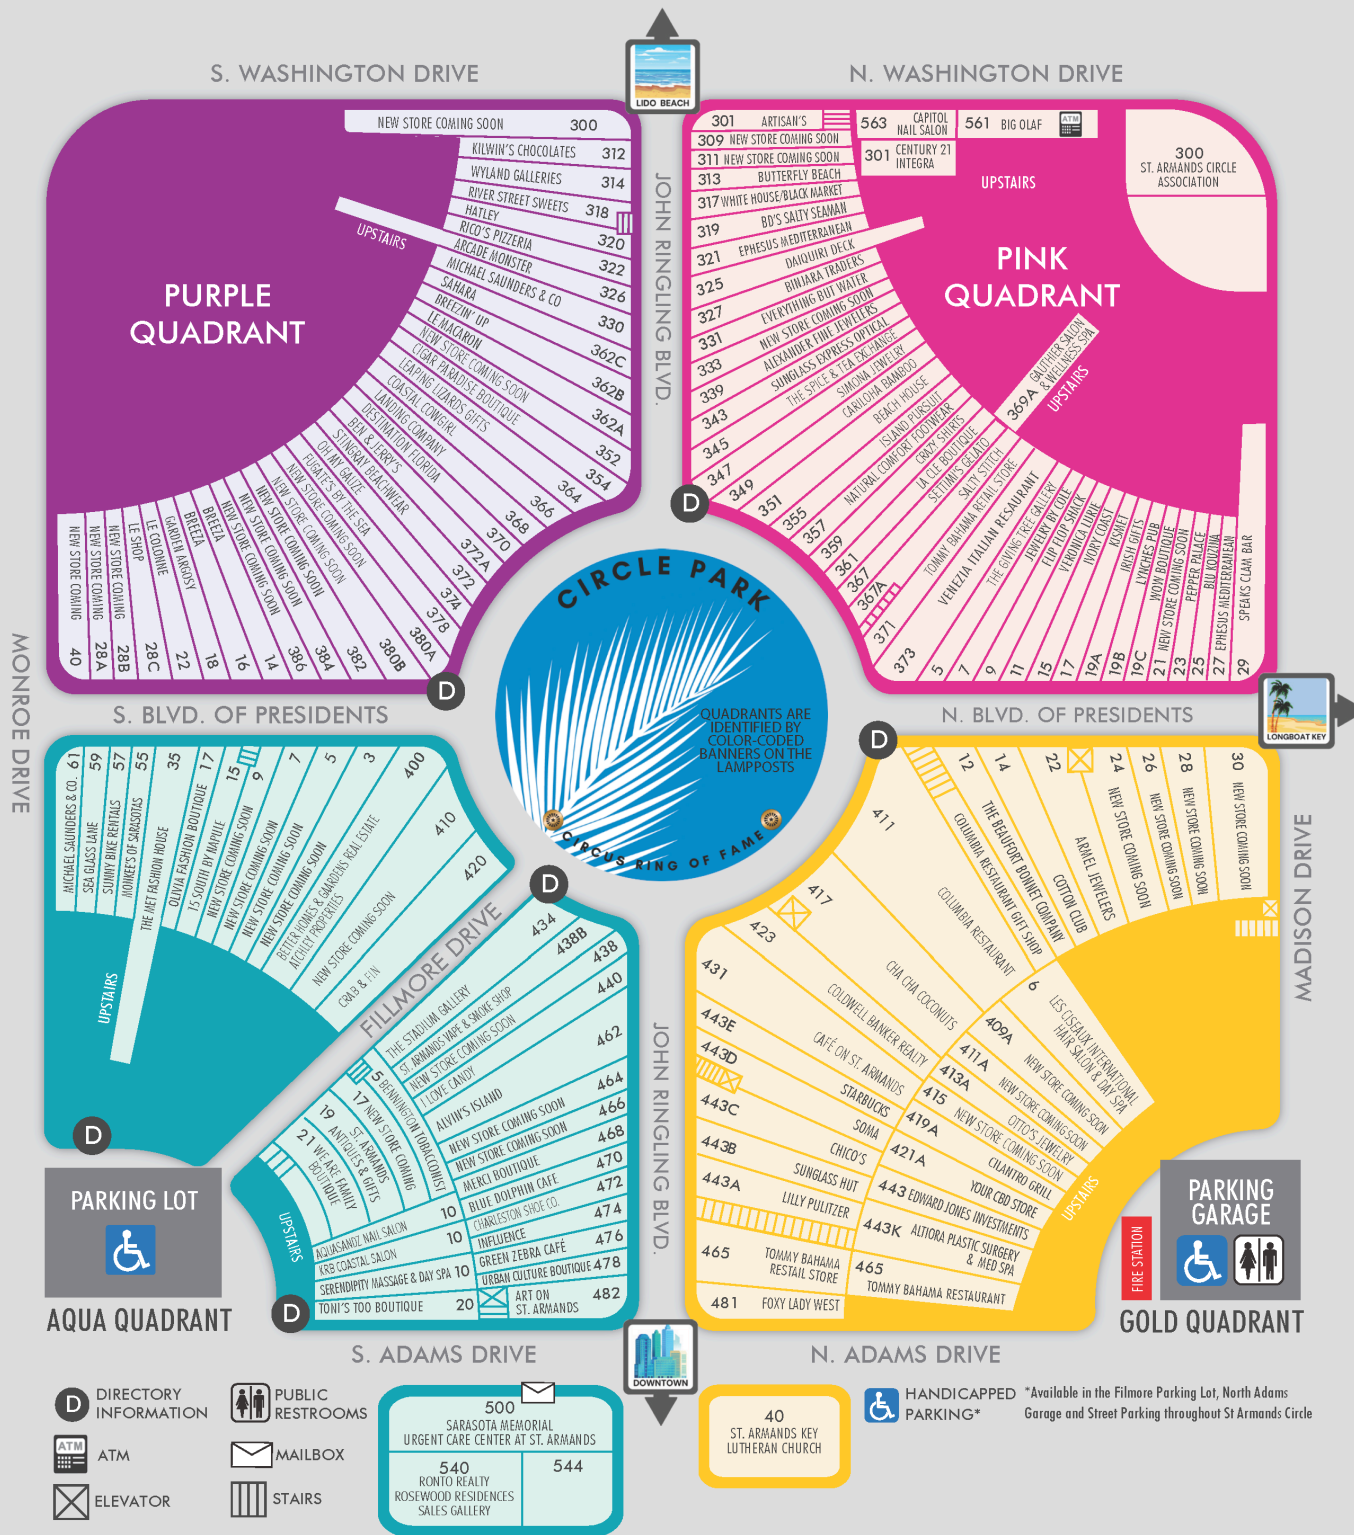 LIDO BEACH
S. WASHINGTON DRIVE
N. WASHINGTON DRIVE
PURPLE
QUADRANT
UPSTAIRS
NEW STORE COMING SOON 300
KILWIN'S CHOCOLATES 312
WYLAND GALLERIES 314
RIVER STREET SWEETS 318
HATLEY 320
RICO'S PIZZERIA 322
ARCADE MONSTER 326
MICHAEL SAUNDERS & CO 330
SAHARA 362C
BREEZIN' UP 362B
LE MACARON 362A
NEW STORE COMING SOON 352
CIGAR PARADISE BOUTIQUE 354
LEAPING LIZARDS GIFTS 364
COASTAL COWGIRL 366
LANDING COMPANY 368
DESTINATION FLORIDA 370
BEN & JERRY'S 372A
STINGRAY BEACHWEAR 372
OH MY GAUZE 374
FUGATE'S BY THE SEA 378
NEW STORE COMING SOON 380A
NEW STORE COMING SOON 380B
NEW STORE COMING SOON 382
NEW STORE COMING SOON 384
NEW STORE COMING SOON 386
BREEZA 14
BREEZA 16
GARDEN ARGOSY 18
LE COLONNE 22
LE SHOP 28C
NEW STORE COMING 28B
NEW STORE COMING 28A
NEW STORE COMING 40
JOHN RINGLING BLVD.
PINK
QUADRANT
UPSTAIRS
301 ARTISAN'S
309 NEW STORE COMING SOON
311 NEW STORE COMING SOON
313 BUTTERFLY BEACH
317 WHITE HOUSE/BLACK MARKET
319 BD'S SALTY SEAMAN
321 EPHESUS MEDITERRANEAN
325 DAIQUIRI DECK
327 BINJARA TRADERS
331 EVERYTHING BUT WATER
333 NEW STORE COMING SOON
339 ALEXANDER FINE JEWELERS
343 SUNGLASS EXPRESS OPTICAL
345 THE SPICE & TEA EXCHANGE
347 SIMONA JEWELRY
349 CARILOHA BAMBOO
351 BEACH HOUSE
355 ISLAND PURSUIT
357 NATURAL COMFORT FOOTWEAR
359 CRAZY SHIRTS
361 LA CLE BOUTIQUE
367 SETTIMI'S GELATO
367A SALTY STITCH
371 TOMMY BAHAMA RETAIL STORE
373 VENEZIA ITALIAN RESAURANT
5 THE GIVING TREE GALLERY
7 JEWELRY BY COLE
9 FLIP FLOP SHACK
11 VERONICA LURIE
15 IVORY COAST
17 KISMET
19A IRISH GIFTS
19B LYNCHES PUB
19C WOW BOUTIQUE
21 NEW STORE COMING SOON
23 PEPPER PALACE
25 BLU KOUZINA
27 EPHESUS MEDITERRANEAN
29 SPEAKS CLAM BAR
563 CAPITOL
NAIL SALON
561 BIG OLAF
ATM
301 CENTURY 21
INTEGRA
300
ST. ARMANDS CIRCLE
ASSOCIATION
369A GAUTHIER SALON
& WELLNESS SPA
UPSTAIRS
D
D
CIRCLE PARK
QUADRANTS ARE
IDENTIFIED BY
COLOR-CODED
BANNERS ON THE
LAMPPOSTS
CIRCUS RING OF FAME
MONROE DRIVE
S. BLVD. OF PRESIDENTS
N. BLVD. OF PRESIDENTS
LONGBOAT KEY
61 MICHAEL SAUNDERS & CO.
59 SEA GLASS LANE
57 SUNNY BIKE RENTALS
55 MONKEE'S OF SARASOTAS
35 THE MET FASHION HOUSE
17 OLIVIA FASHION BOUTIQUE
15 15 SOUTH BY NAPULE
9 NEW STORE COMING SOON
7 NEW STORE COMING SOON
5 NEW STORE COMING SOON
3 NEW STORE COMING SOON
400 BETTER HOMES & GAARDENS REAL ESTATE
ATCHLEY PROPERTIES
410 NEW STORE COMING SOON
420 CRAB & FIN
UPSTAIRS
D
D
FILLMORE DRIVE
434 THE STADIUM GALLERY
438B ST. ARMANDS VAPE & SMOKE SHOP
438 NEW STORE COMING SOON
440 I LOVE CANDY
462 ALVIN'S ISLAND
464 NEW STORE COMING SOON
466 NEW STORE COMING SOON
468 MERCI BOUTIQUE
470 BLUE DOLPHIN CAFE
472 CHARLESTON SHOE CO.
474 INFLUENCE
476 GREEN ZEBRA CAFÉ
URBAN CULTURE BOUTIQUE 478
ART ON
ST. ARMANDS
482
5 BENNINGTON TOBACCONIST
17 NEW STORE COMING
19 ST. ARMANDS
ANTIQUES & GIFTS
21 WE ARE FAMILY
BOUTIQUE
AQUASANDZ NAIL SALON 10
KRB COASTAL SALON 10
SERENDIPITY MASSAGE & DAY SPA 10
TONI'S TOO BOUTIQUE 20
UPSTAIRS
D
JOHN RINGLING BLVD.
D
12 COLUMBIA RESTAURANT GIFT SHOP
14 THE BEAUFORT BONNET COMPANY
22 COTTON CLUB
ARMEL JEWELERS
24 NEW STORE COMING SOON
26 NEW STORE COMING SOON
28 NEW STORE COMING SOON
30 NEW STORE COMING SOON
411 COLUMBIA RESTAURANT
417 CHA CHA COCONUTS
423 COLDWELL BANKER REALTY
431 CAFÉ ON ST. ARMANDS
443E STARBUCKS
443D SOMA
443C CHICO'S
443B SUNGLASS HUT
443A LILLY PULITZER
465 TOMMY BAHAMA
RESTAIL STORE
481 FOXY LADY WEST
6 LES CISEAUX INTERNATIONAL
HAIR SALON & DAY SPA
409A NEW STORE COMING SOON
411A NEW STORE COMING SOON
413A OTTO'S JEWELRY
415 NEW STORE COMING SOON
419A CILANTRO GRILL
421A YOUR CBD STORE
443 EDWARD JONES INVESTMENTS
443K ALTIORA PLASTIC SURGERY
& MED SPA
465
TOMMY BAHAMA RESTAURANT
UPSTAIRS
MADISON DRIVE
PARKING LOT
AQUA QUADRANT
FIRE STATION
PARKING
GARAGE
GOLD QUADRANT
S. ADAMS DRIVE
N. ADAMS DRIVE
DOWNTOWN
D DIRECTORY
INFORMATION
PUBLIC
RESTROOMS
ATM ATM
MAILBOX
ELEVATOR
STAIRS
500
SARASOTA MEMORIAL
URGENT CARE CENTER AT ST. ARMANDS
540
RONTO REALTY
ROSEWOOD RESIDENCES
SALES GALLERY
544
40
ST. ARMANDS KEY
LUTHERAN CHURCH
HANDICAPPED
PARKING*
*Available in the Filmore Parking Lot, North Adams
Garage and Street Parking throughout St Armands Circle